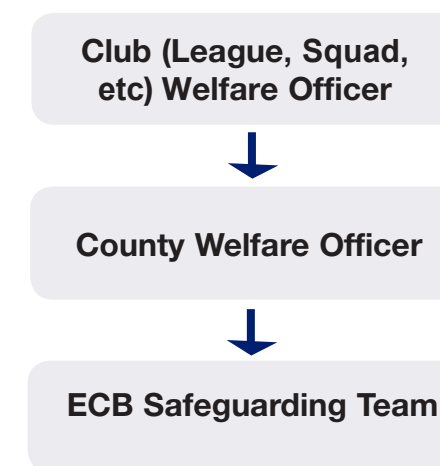 Club (League, Squad,
etc) Welfare Officer
County Welfare Officer
ECB Safeguarding Team